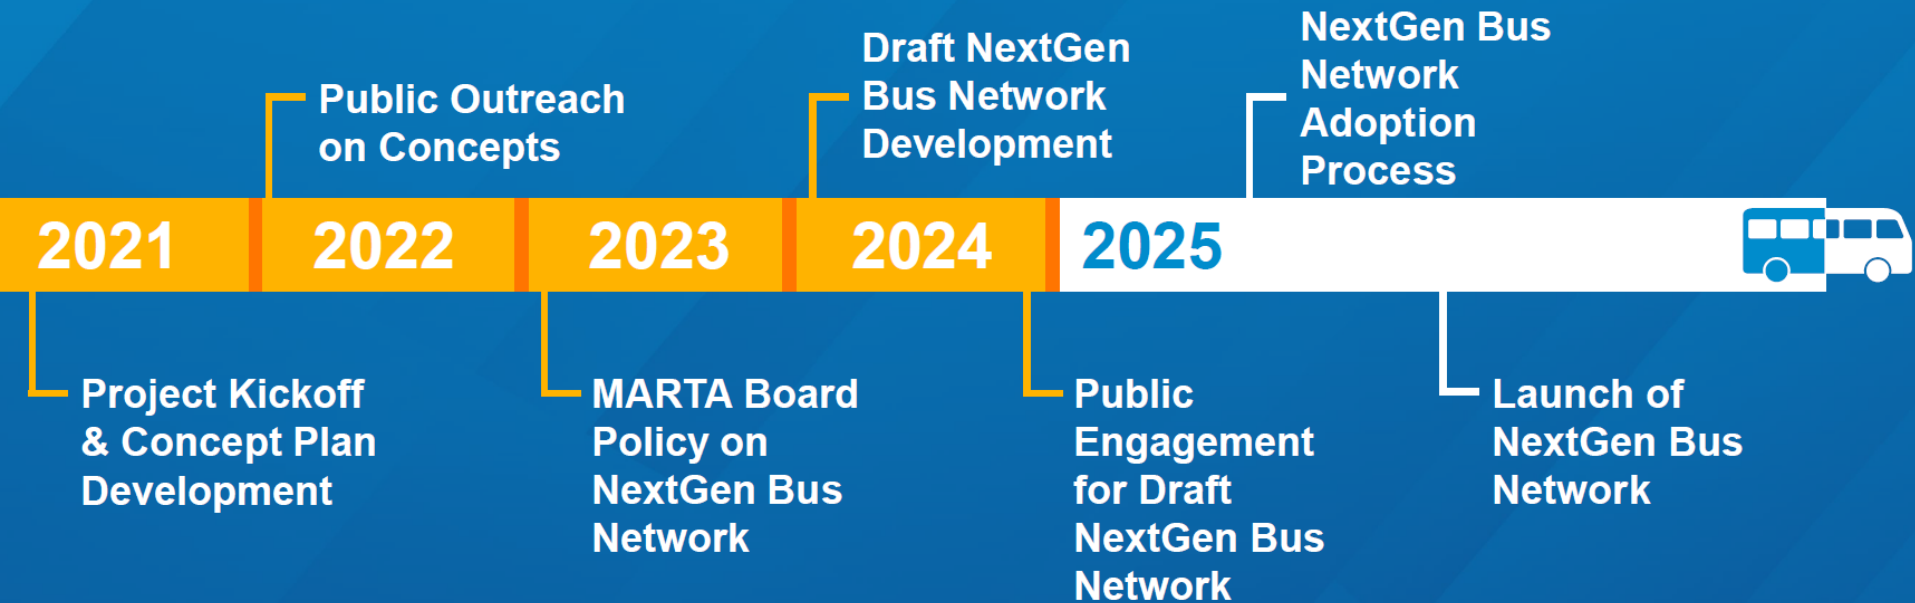 Public Outreach
on Concepts
Draft NextGen
Bus Network
Development
NextGen Bus
Network
Adoption
Process
2021
2022
2023
2024
2025
Project Kickoff
& Concept Plan
Development
MARTA Board
Policy on
NextGen Bus
Network
Public
Engagement
for Draft
NextGen Bus
Network
Launch of
NextGen Bus
Network